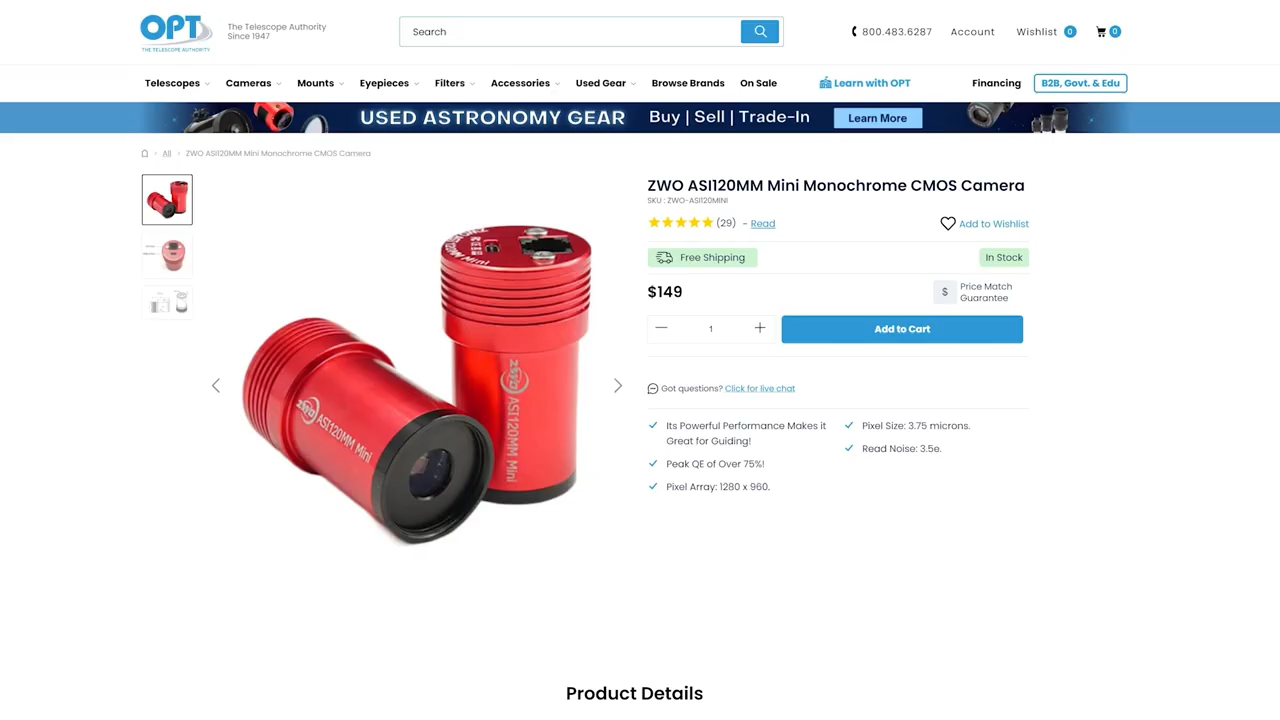 OPT
THE TELESCOPE AUTHORITY
The Telescope Authority
Since 1947
Search
800.483.6287
Account
Wishlist 0
0
Telescopes
Cameras
Mounts
Eyepieces
Filters
Accessories
Used Gear
Browse Brands
On Sale
Learn with OPT
Financing
B2B, Govt. & Edu
USED ASTRONOMY GEAR
Buy | Sell | Trade-In
Learn More
All
ZWO ASI120MM Mini Monochrome CMOS Camera
ZWO ASI120MM Mini Monochrome CMOS Camera
SKU : ZWO-ASI120MINI
(29) - Read
Add to Wishlist
Free Shipping
In Stock
$149
$
Price Match
Guarantee
1
Add to Cart
Got questions? Click for live chat
Its Powerful Performance Makes it
Great for Guiding!
Peak QE of Over 75%!
Pixel Array: 1280 x 960.
Pixel Size: 3.75 microns.
Read Noise: 3.5e.
ZWO
ASI120MM Mini
ZWO
ASI120MM Mini
Product Details